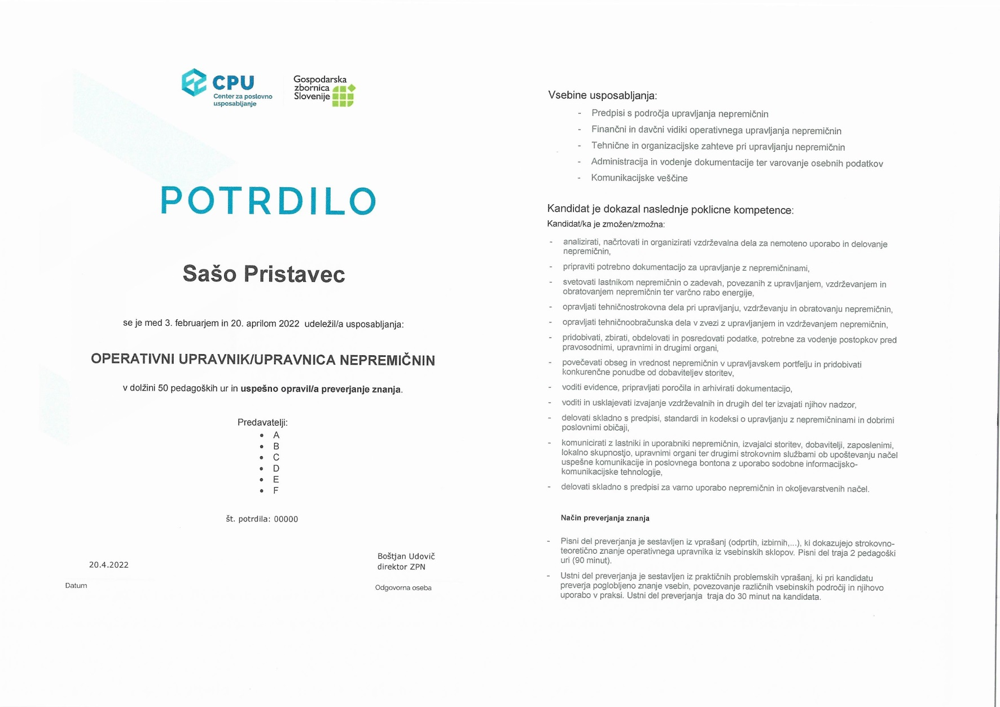 CPU
Center za poslovno
usposabljanje
Gospodarska
zbornica
Slovenije
POTRDILO
Sašo Pristavec
se je med 3. februarjem in 20. aprilom 2022 udeležil/a usposabljanja:
OPERATIVNI UPRAVNIK/UPRAVNICA NEPREMIČNIN
v dolžini 50 pedagoških ur in uspešno opravil/a preverjanje znanja.
Predavatelji:
• A
• B
• C
• D
• E
• F
št. potrdila: 00000
20.4.2022
Datum
Boštjan Udovič
direktor ZPN
Odgovorna oseba
Vsebine usposabljanja:
- Predpisi s področja upravljanja nepremičnin
- Finančni in davčni vidiki operativnega upravljanja nepremičnin
- Tehnične in organizacijske zahteve pri upravljanju nepremičnin
- Administracija in vodenje dokumentacije ter varovanje osebnih podatkov
- Komunikacijske veščine
Kandidat je dokazal naslednje poklicne kompetence:
Kandidat/ka je zmožen/zmožna:
- analizirati, načrtovati in organizirati vzdrževalna dela za nemoteno uporabo in delovanje
nepremičnin,
- pripraviti potrebno dokumentacijo za upravljanje z nepremičninami,
- svetovati lastnikom nepremičnin o zadevah, povezanih z upravljanjem, vzdrževanjem in
obratovanjem nepremičnin ter varčno rabo energije,
- opravljati tehničnostrokovna dela pri upravljanju, vzdrževanju in obratovanju nepremičnin,
- opravljati tehničnoobračunska dela v zvezi z upravljanjem in vzdrževanjem nepremičnin,
- pridobivati, zbirati, obdelovati in posredovati podatke, potrebne za vodenje postopkov pred
pravosodnimi, upravnimi in drugimi organi,
- povečevati obseg in vrednost nepremičnin v upravljavskem portfelju in pridobivati
konkurenčne ponudbe od dobaviteljev storitev,
- voditi evidence, pripravljati poročila in arhivirati dokumentacijo,
- voditi in usklajevati izvajanje vzdrževalnih in drugih del ter izvajati njihov nadzor,
- delovati skladno s predpisi, standardi in kodeksi o upravljanju z nepremičninami in dobrimi
poslovnimi običaji,
- komunicirati z lastniki in uporabniki nepremičnin, izvajalci storitev, dobavitelji, zaposlenimi,
lokalno skupnostjo, upravnimi organi ter drugimi strokovnim službami ob upoštevanju načel
uspešne komunikacije in poslovnega bontona z uporabo sodobne informacijsko-
komunikacijske tehnologije,
- delovati skladno s predpisi za varno uporabo nepremičnin in okoljevarstvenih načel.
Način preverjanja znanja
- Pisni del preverjanja je sestavljen iz vprašanj (odprtih, izbirnih,...), ki dokazujejo strokovno-
teoretično znanje operativnega upravnika iz vsebinskih sklopov. Pisni del traja 2 pedagoški
uri (90 minut).
- Ustni del preverjanja je sestavljen iz praktičnih problemskih vprašanj, ki pri kandidatu
preverja poglobljeno znanje vsebin, povezovanje različnih vsebinskih področij in njihovo
uporabo v praksi. Ustni del preverjanja traja do 30 minut na kandidata.